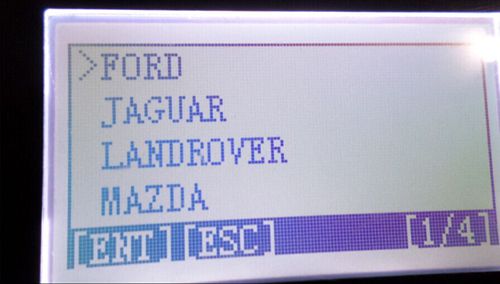 >FORD
JAGUAR
LANDROVER
MAZDA
[ENT] [ESC] [1/4]